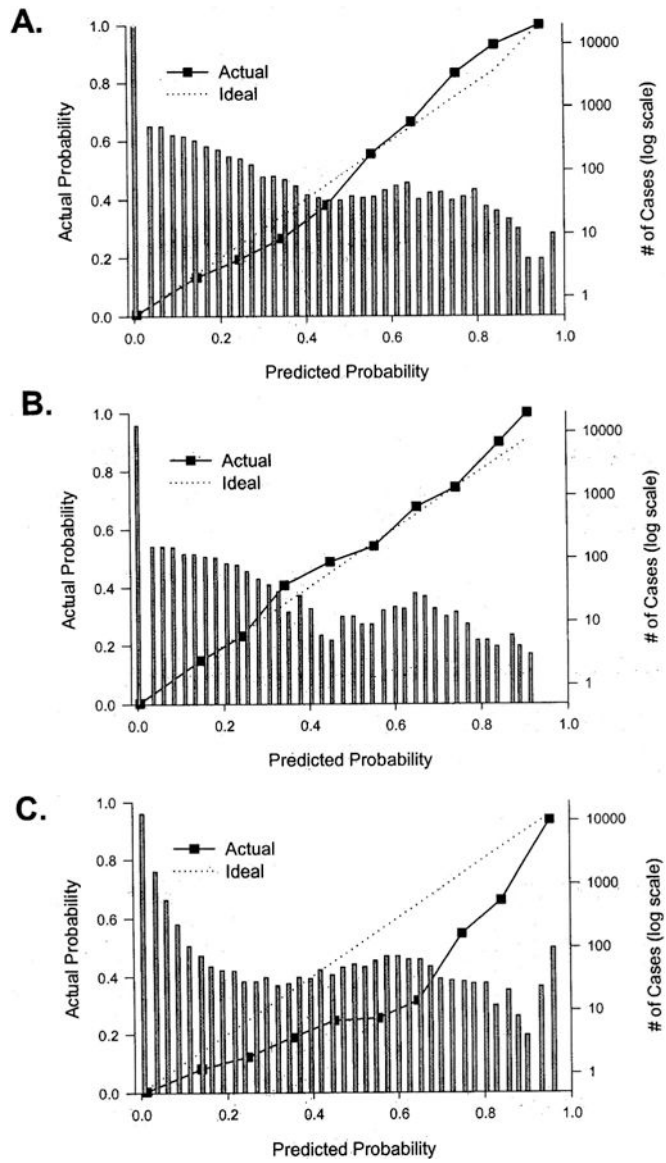 A.
1.0
0.8
0.6
0.4
0.2
0.0
Actual Probability
Actual
Ideal
10000
1000
100
10
1
# of Cases (log scale)
0.0 0.2 0.4 0.6 0.8 1.0
Predicted Probability
B.
1.0
0.8
0.6
0.4
0.2
0.0
Actual Probability
Actual
Ideal
10000
1000
100
10
1
# of Cases (log scale)
0.0 0.2 0.4 0.6 0.8 1.0
Predicted Probability
C.
1.0
0.8
0.6
0.4
0.2
0.0
Actual Probability
Actual
Ideal
10000
1000
100
10
1
# of Cases (log scale)
0.0 0.2 0.4 0.6 0.8 1.0
Predicted Probability